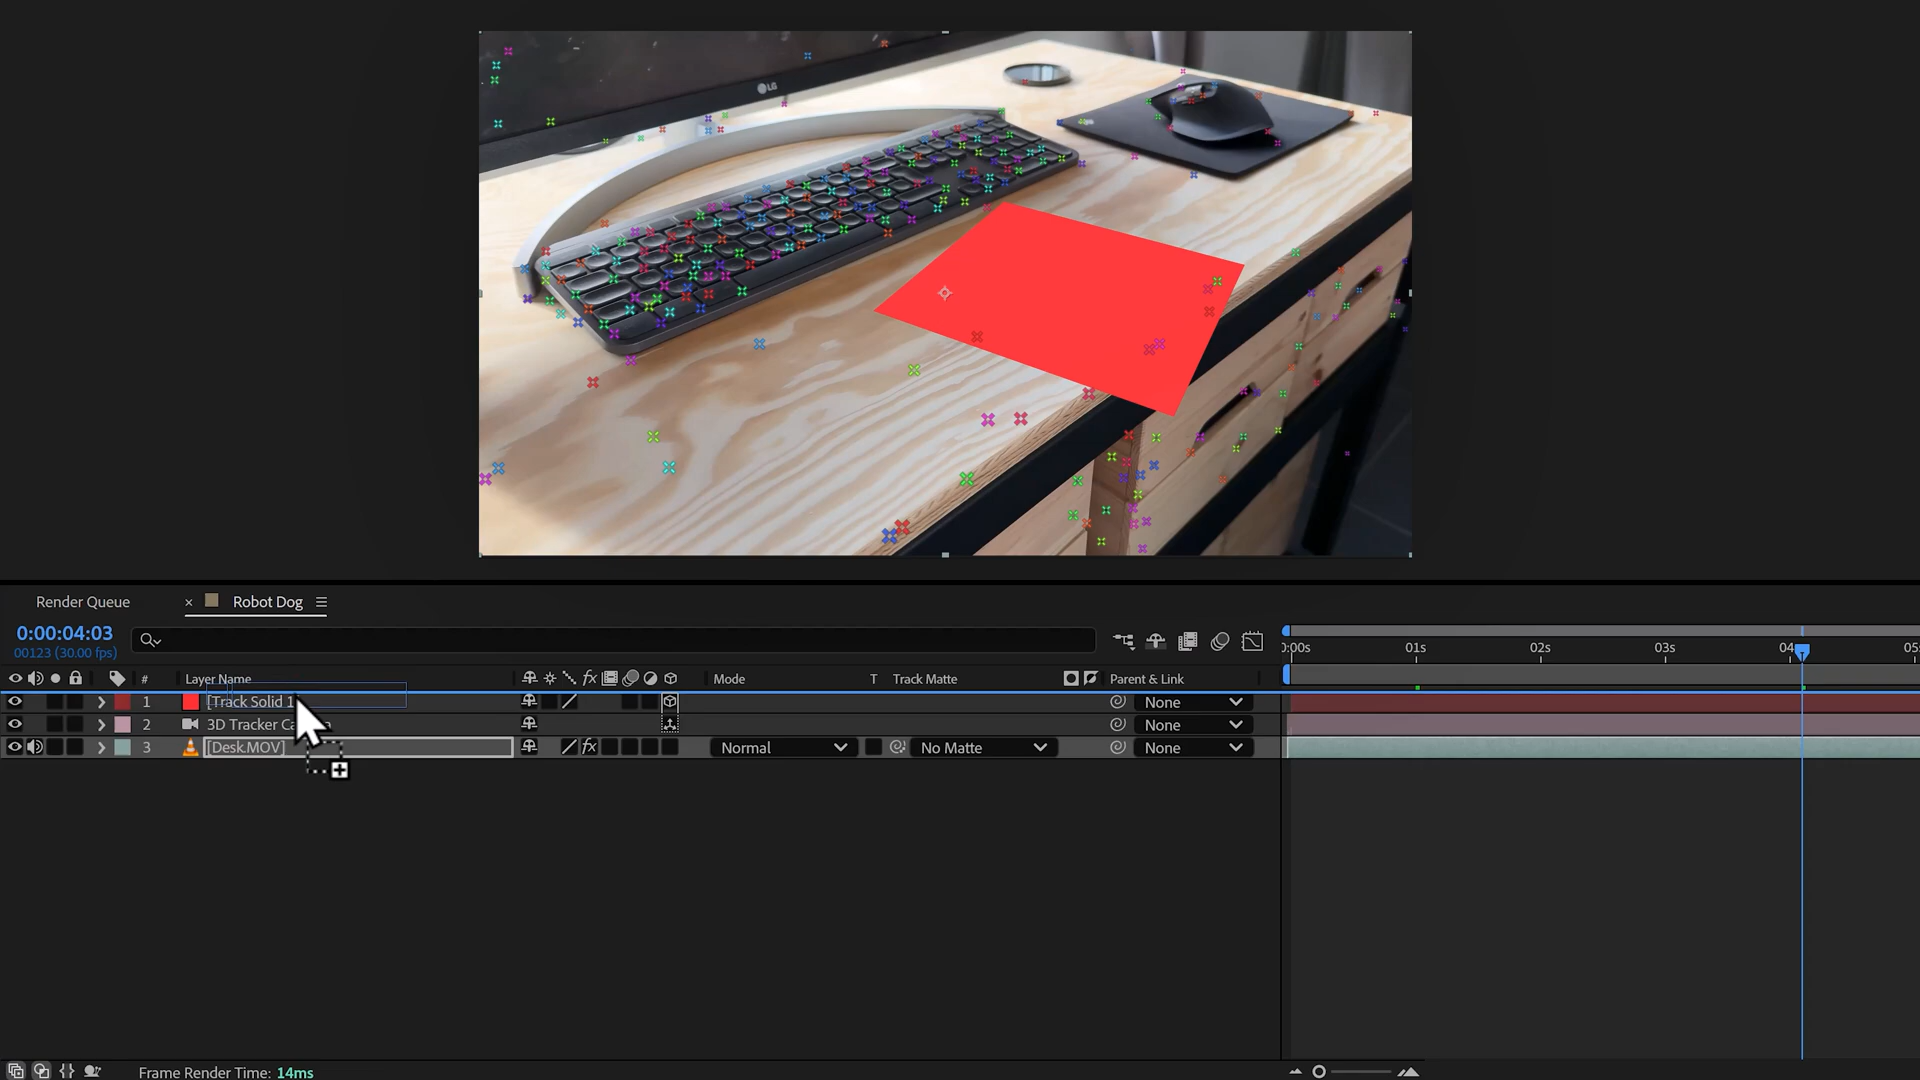 LG
Render Queue
× Robot Dog
0:00:04:03
00123 (30.00 fps)
0:00s 01s 02s 03s 04 05
# Layer Name Mode T Track Matte Parent & Link
1 [Track Solid 1 None
2 3D Tracker Ca None
3 [Desk.MOV] fx Normal No Matte None
Frame Render Time: 14ms